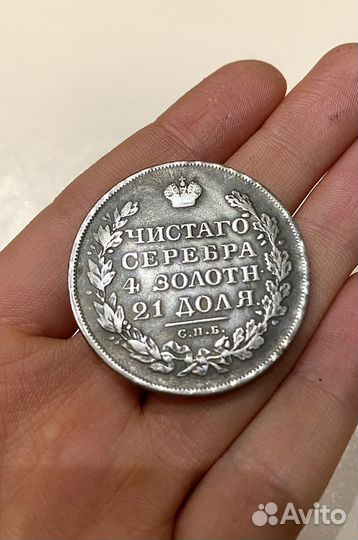 ЧИСТАГО
СЕРЕБРА
4 ЗОЛОТН
21 ДОЛЯ
С.П.Б.
Avito